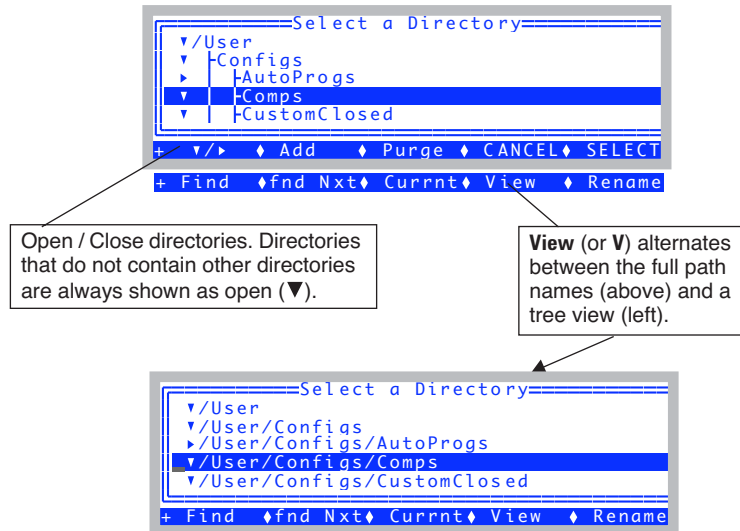 Select a Directory
▼/User
▼ ├Configs
▶ │ ├AutoProgs
▼ │ ├Comps
▼ │ ├CustomClosed
+ ▼/▶ ♦ Add ♦ Purge ♦ CANCEL♦ SELECT
+ Find ♦fnd Nxt♦ Currnt♦ View ♦ Rename
Open / Close directories. Directories
that do not contain other directories
are always shown as open (▼).
View (or V) alternates
between the full path
names (above) and a
tree view (left).
Select a Directory
▼/User
▼/User/Configs
▶/User/Configs/AutoProgs
▼/User/Configs/Comps
▼/User/Configs/CustomClosed
+ Find ♦fnd Nxt♦ Currnt♦ View ♦ Rename